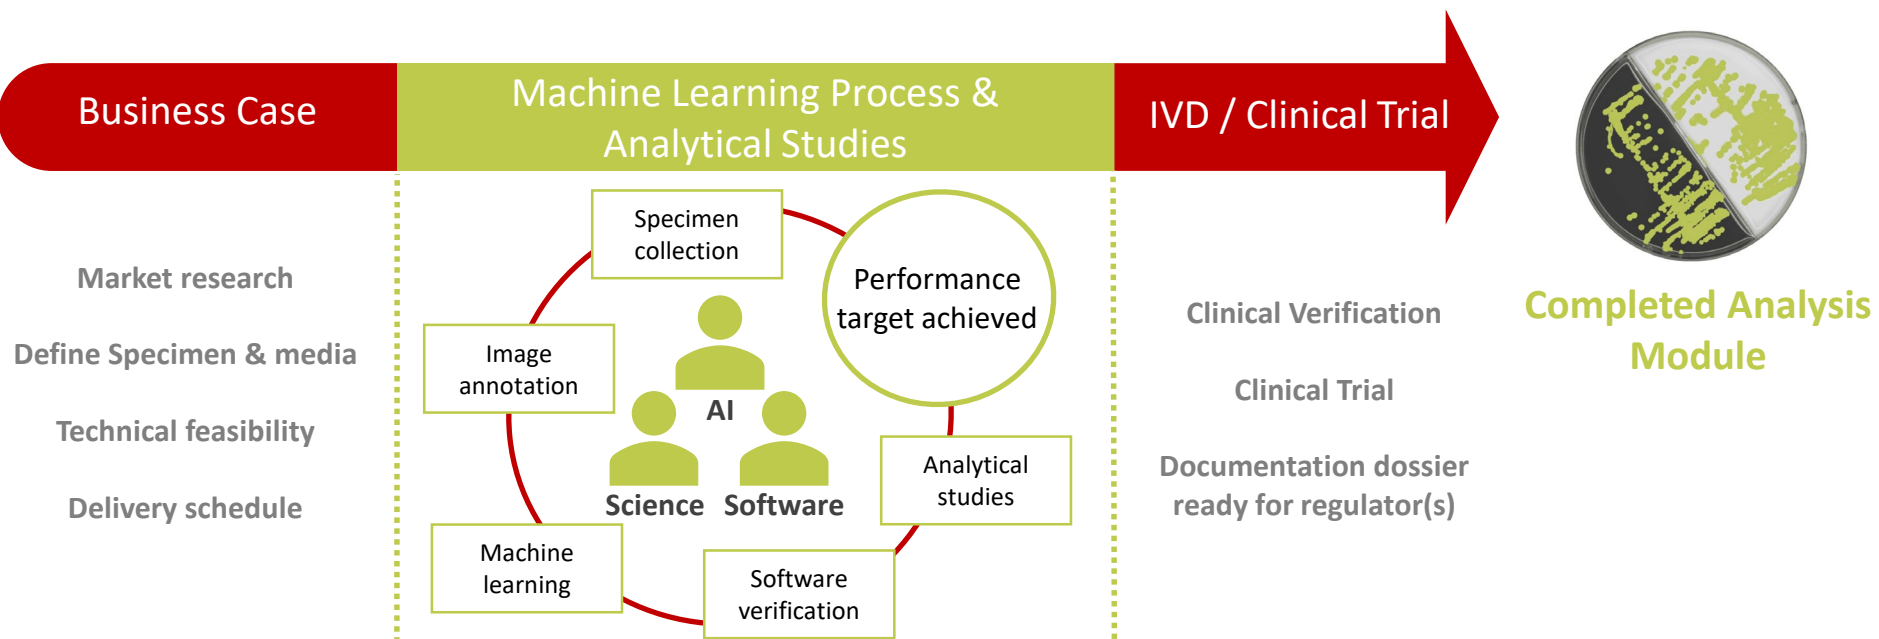 Business Case
Machine Learning Process &
Analytical Studies
IVD / Clinical Trial
Market research
Define Specimen & media
Technical feasibility
Delivery schedule
Specimen
collection
Performance
target achieved
Image
annotation
AI
Science
Software
Analytical
studies
Machine
learning
Software
verification
Clinical Verification
Clinical Trial
Documentation dossier
ready for regulator(s)
Completed Analysis
Module